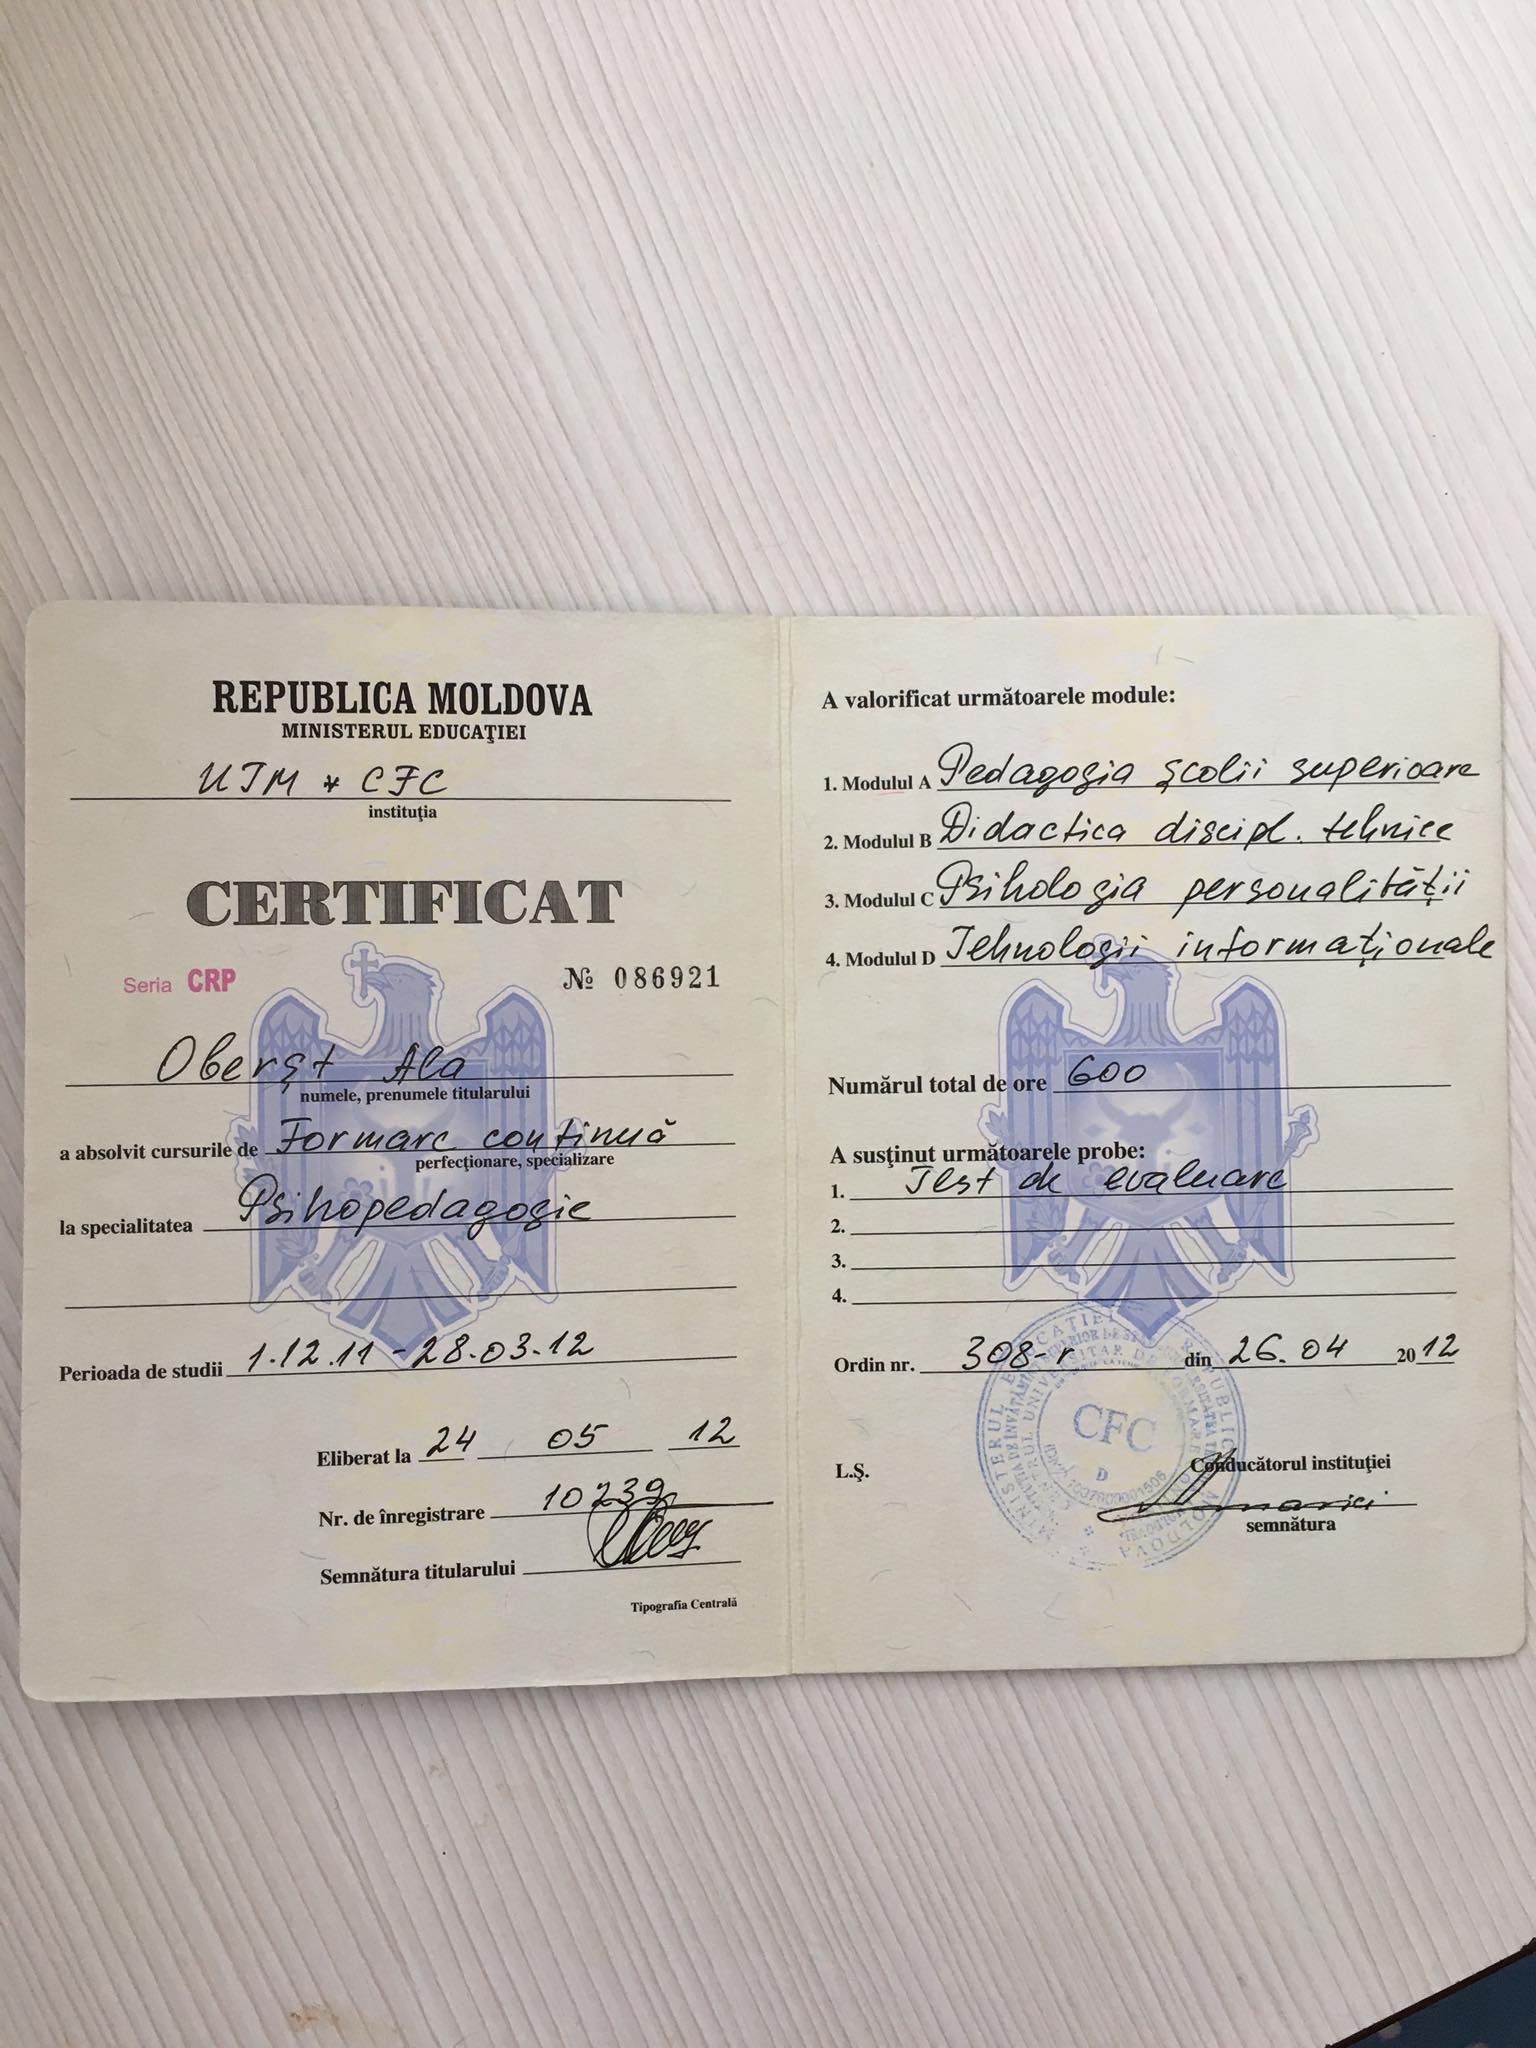 REPUBLICA MOLDOVA
MINISTERUL EDUCAŢIEI
UTM * CFC
instituţia
CERTIFICAT
Seria CRP № 086921
Oberșt Ala
numele, prenumele titularului
a absolvit cursurile de Formare continuă
perfecţionare, specializare
la specialitatea Psihopedagogie
Perioada de studii 1.12.11 - 28.03.12
Eliberat la 24 05 12
Nr. de înregistrare 10239
Semnătura titularului
Tipografia Centrală
A valorificat următoarele module:
1. Modulul A Pedagogia școlii superioare
2. Modulul B Didactica discipl. tehnice
3. Modulul C Psihologia personalității
4. Modulul D Tehnologii informaționale
Numărul total de ore 600
A susţinut următoarele probe:
1. Test de evaluare
2.
3.
4.
Ordin nr. 308-r din 26.04 2012
CFC
L.Ş.
Conducătorul instituţiei
semnătura